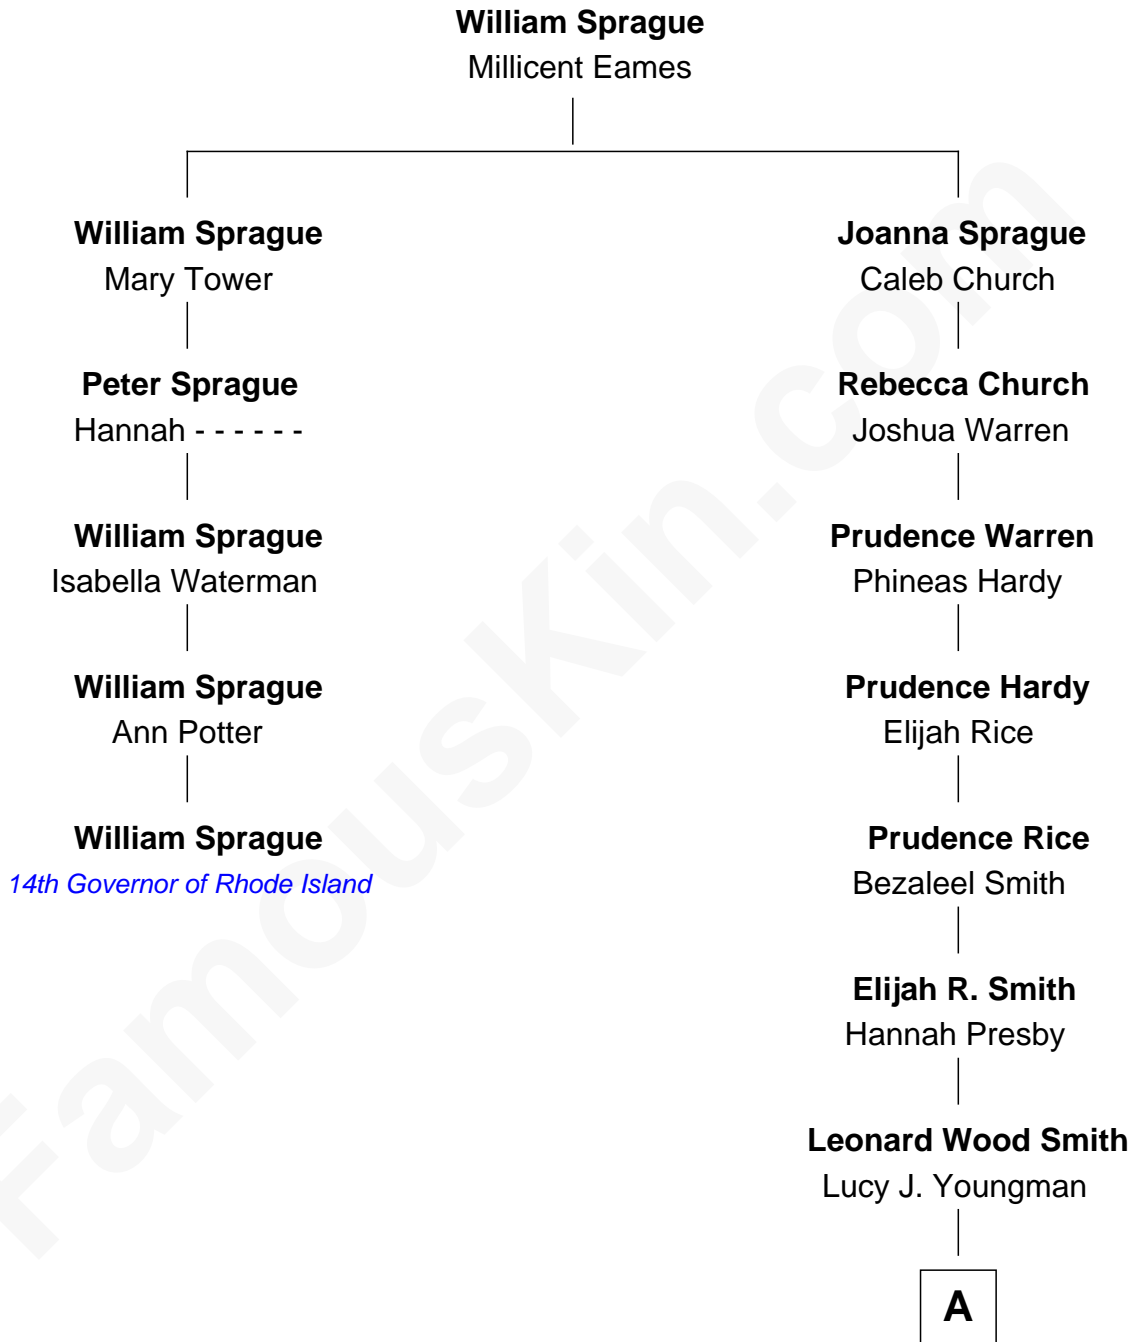 William Sprague
Millicent Eames
William Sprague
Mary Tower
Joanna Sprague
Caleb Church
Peter Sprague
Hannah - - - - - -
Rebecca Church
Joshua Warren
William Sprague
Isabella Waterman
Prudence Warren
Phineas Hardy
William Sprague
Ann Potter
Prudence Hardy
Elijah Rice
William Sprague
14th Governor of Rhode Island
Prudence Rice
Bezaleel Smith
Elijah R. Smith
Hannah Presby
Leonard Wood Smith
Lucy J. Youngman
A
FamousKin.com